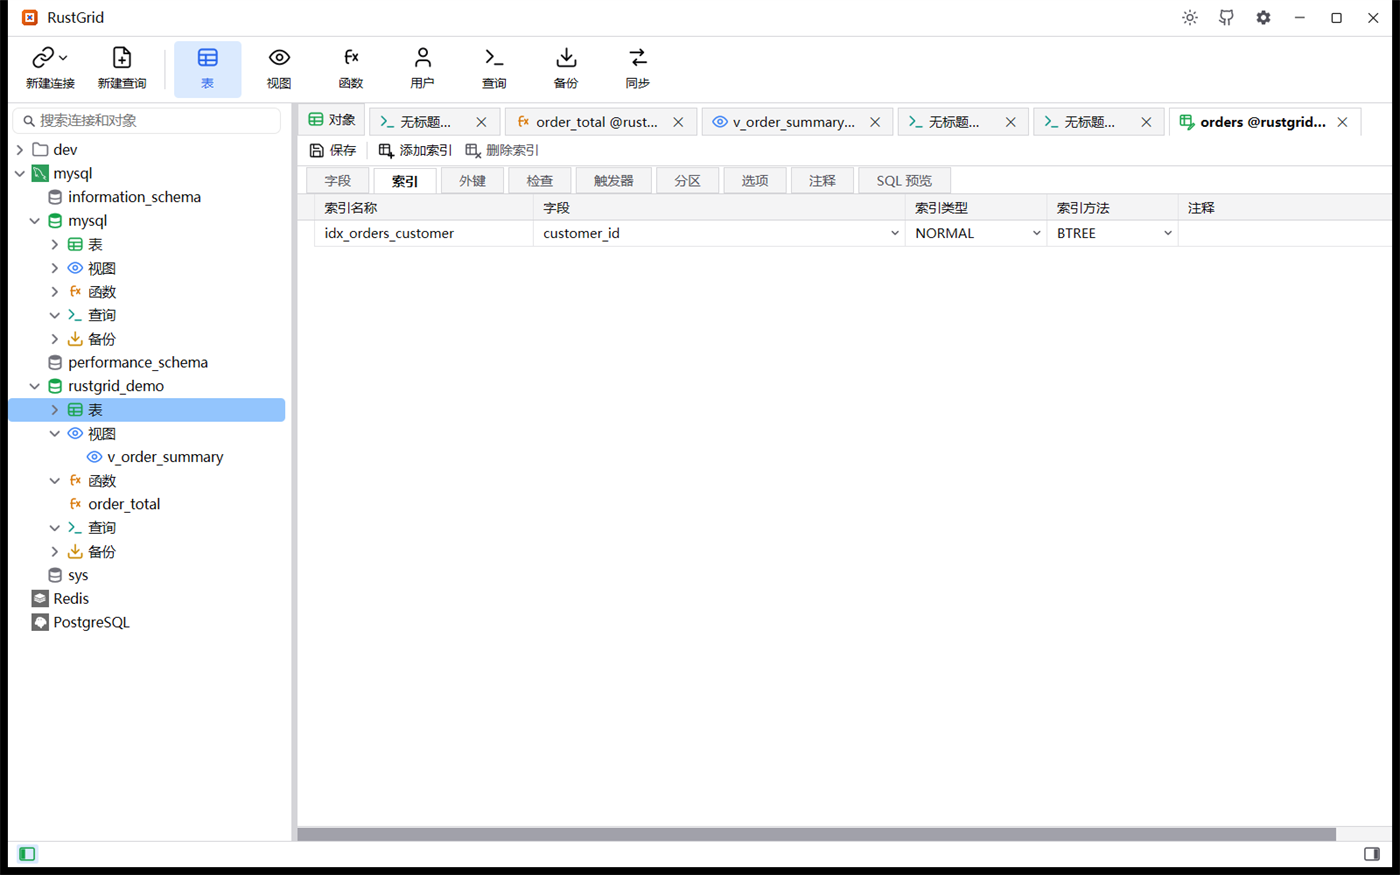 RustGrid
新建连接
新建查询
表
视图
函数
用户
查询
备份
同步
搜索连接和对象
dev
mysql
information_schema
mysql
表
视图
函数
查询
备份
performance_schema
rustgrid_demo
表
视图
v_order_summary
函数
order_total
查询
备份
sys
Redis
PostgreSQL
对象
无标题...
order_total @rust...
v_order_summary...
无标题...
无标题...
orders @rustgrid...
保存
添加索引
删除索引
字段
索引
外键
检查
触发器
分区
选项
注释
SQL 预览
索引名称 字段 索引类型 索引方法 注释
idx_orders_customer customer_id NORMAL BTREE